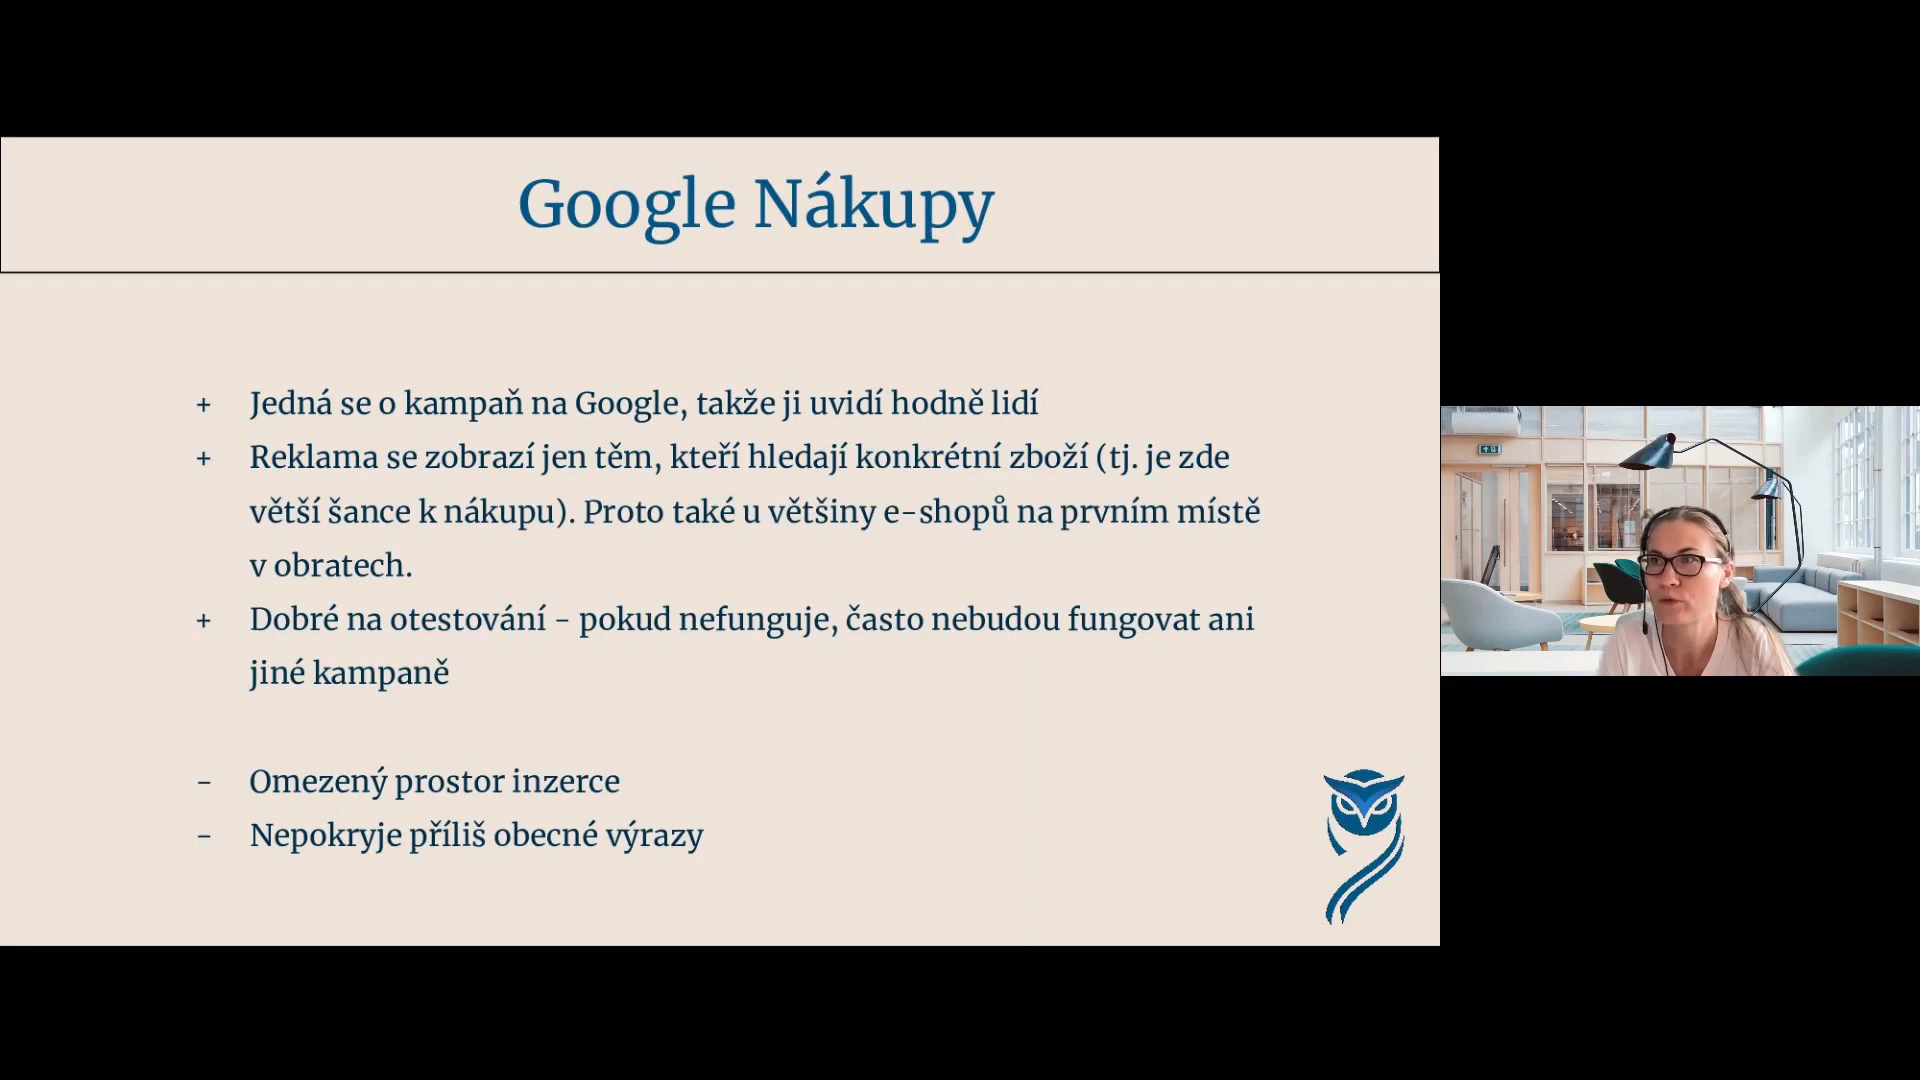 Google Nákupy
+ Jedná se o kampaň na Google, takže ji uvidí hodně lidí
+ Reklama se zobrazí jen těm, kteří hledají konkrétní zboží (tj. je zde
větší šance k nákupu). Proto také u většiny e-shopů na prvním místě
v obratech.
+ Dobré na otestování - pokud nefunguje, často nebudou fungovat ani
jiné kampaně
- Omezený prostor inzerce
- Nepokryje příliš obecné výrazy